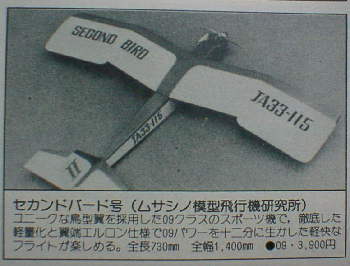 SECOND BIRD
JA33-115
JA33-115
II
セカンドバード号（ムサシノ模型飛行機研究所）
ユニークな鳥型翼を採用した09クラスのスポーツ機で，徹底した
軽量化と翼端エルコン仕様で09パワーを十二分に生かした軽快な
フライトが楽しめる。全長730mm　全幅1,400mm　●09・3,900円